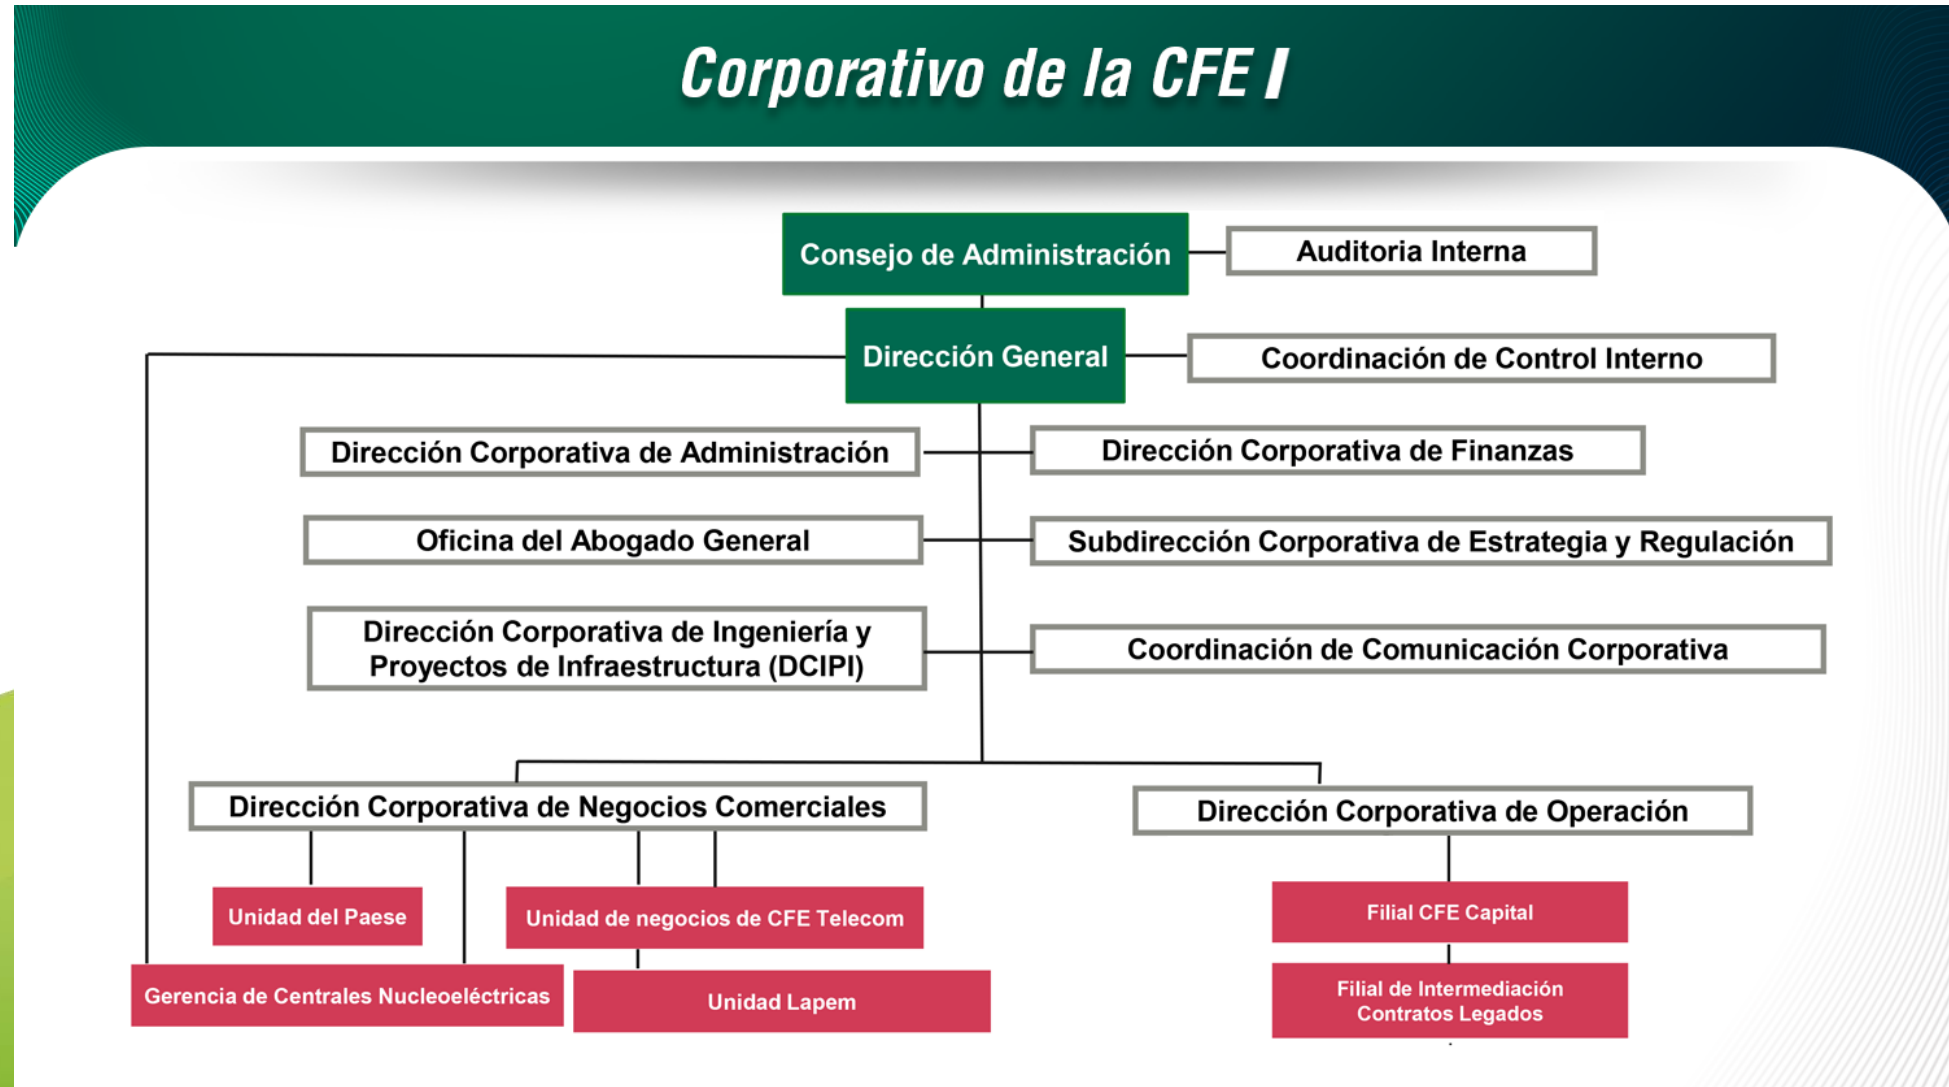 Corporativo de la CFE I
Consejo de Administración
Auditoria Interna
Dirección General
Coordinación de Control Interno
Dirección Corporativa de Administración
Dirección Corporativa de Finanzas
Oficina del Abogado General
Subdirección Corporativa de Estrategia y Regulación
Dirección Corporativa de Ingeniería y
Proyectos de Infraestructura (DCIPI)
Coordinación de Comunicación Corporativa
Dirección Corporativa de Negocios Comerciales
Dirección Corporativa de Operación
Unidad del Paese
Unidad de negocios de CFE Telecom
Filial CFE Capital
Gerencia de Centrales Nucleoeléctricas
Unidad Lapem
Filial de Intermediación
Contratos Legados